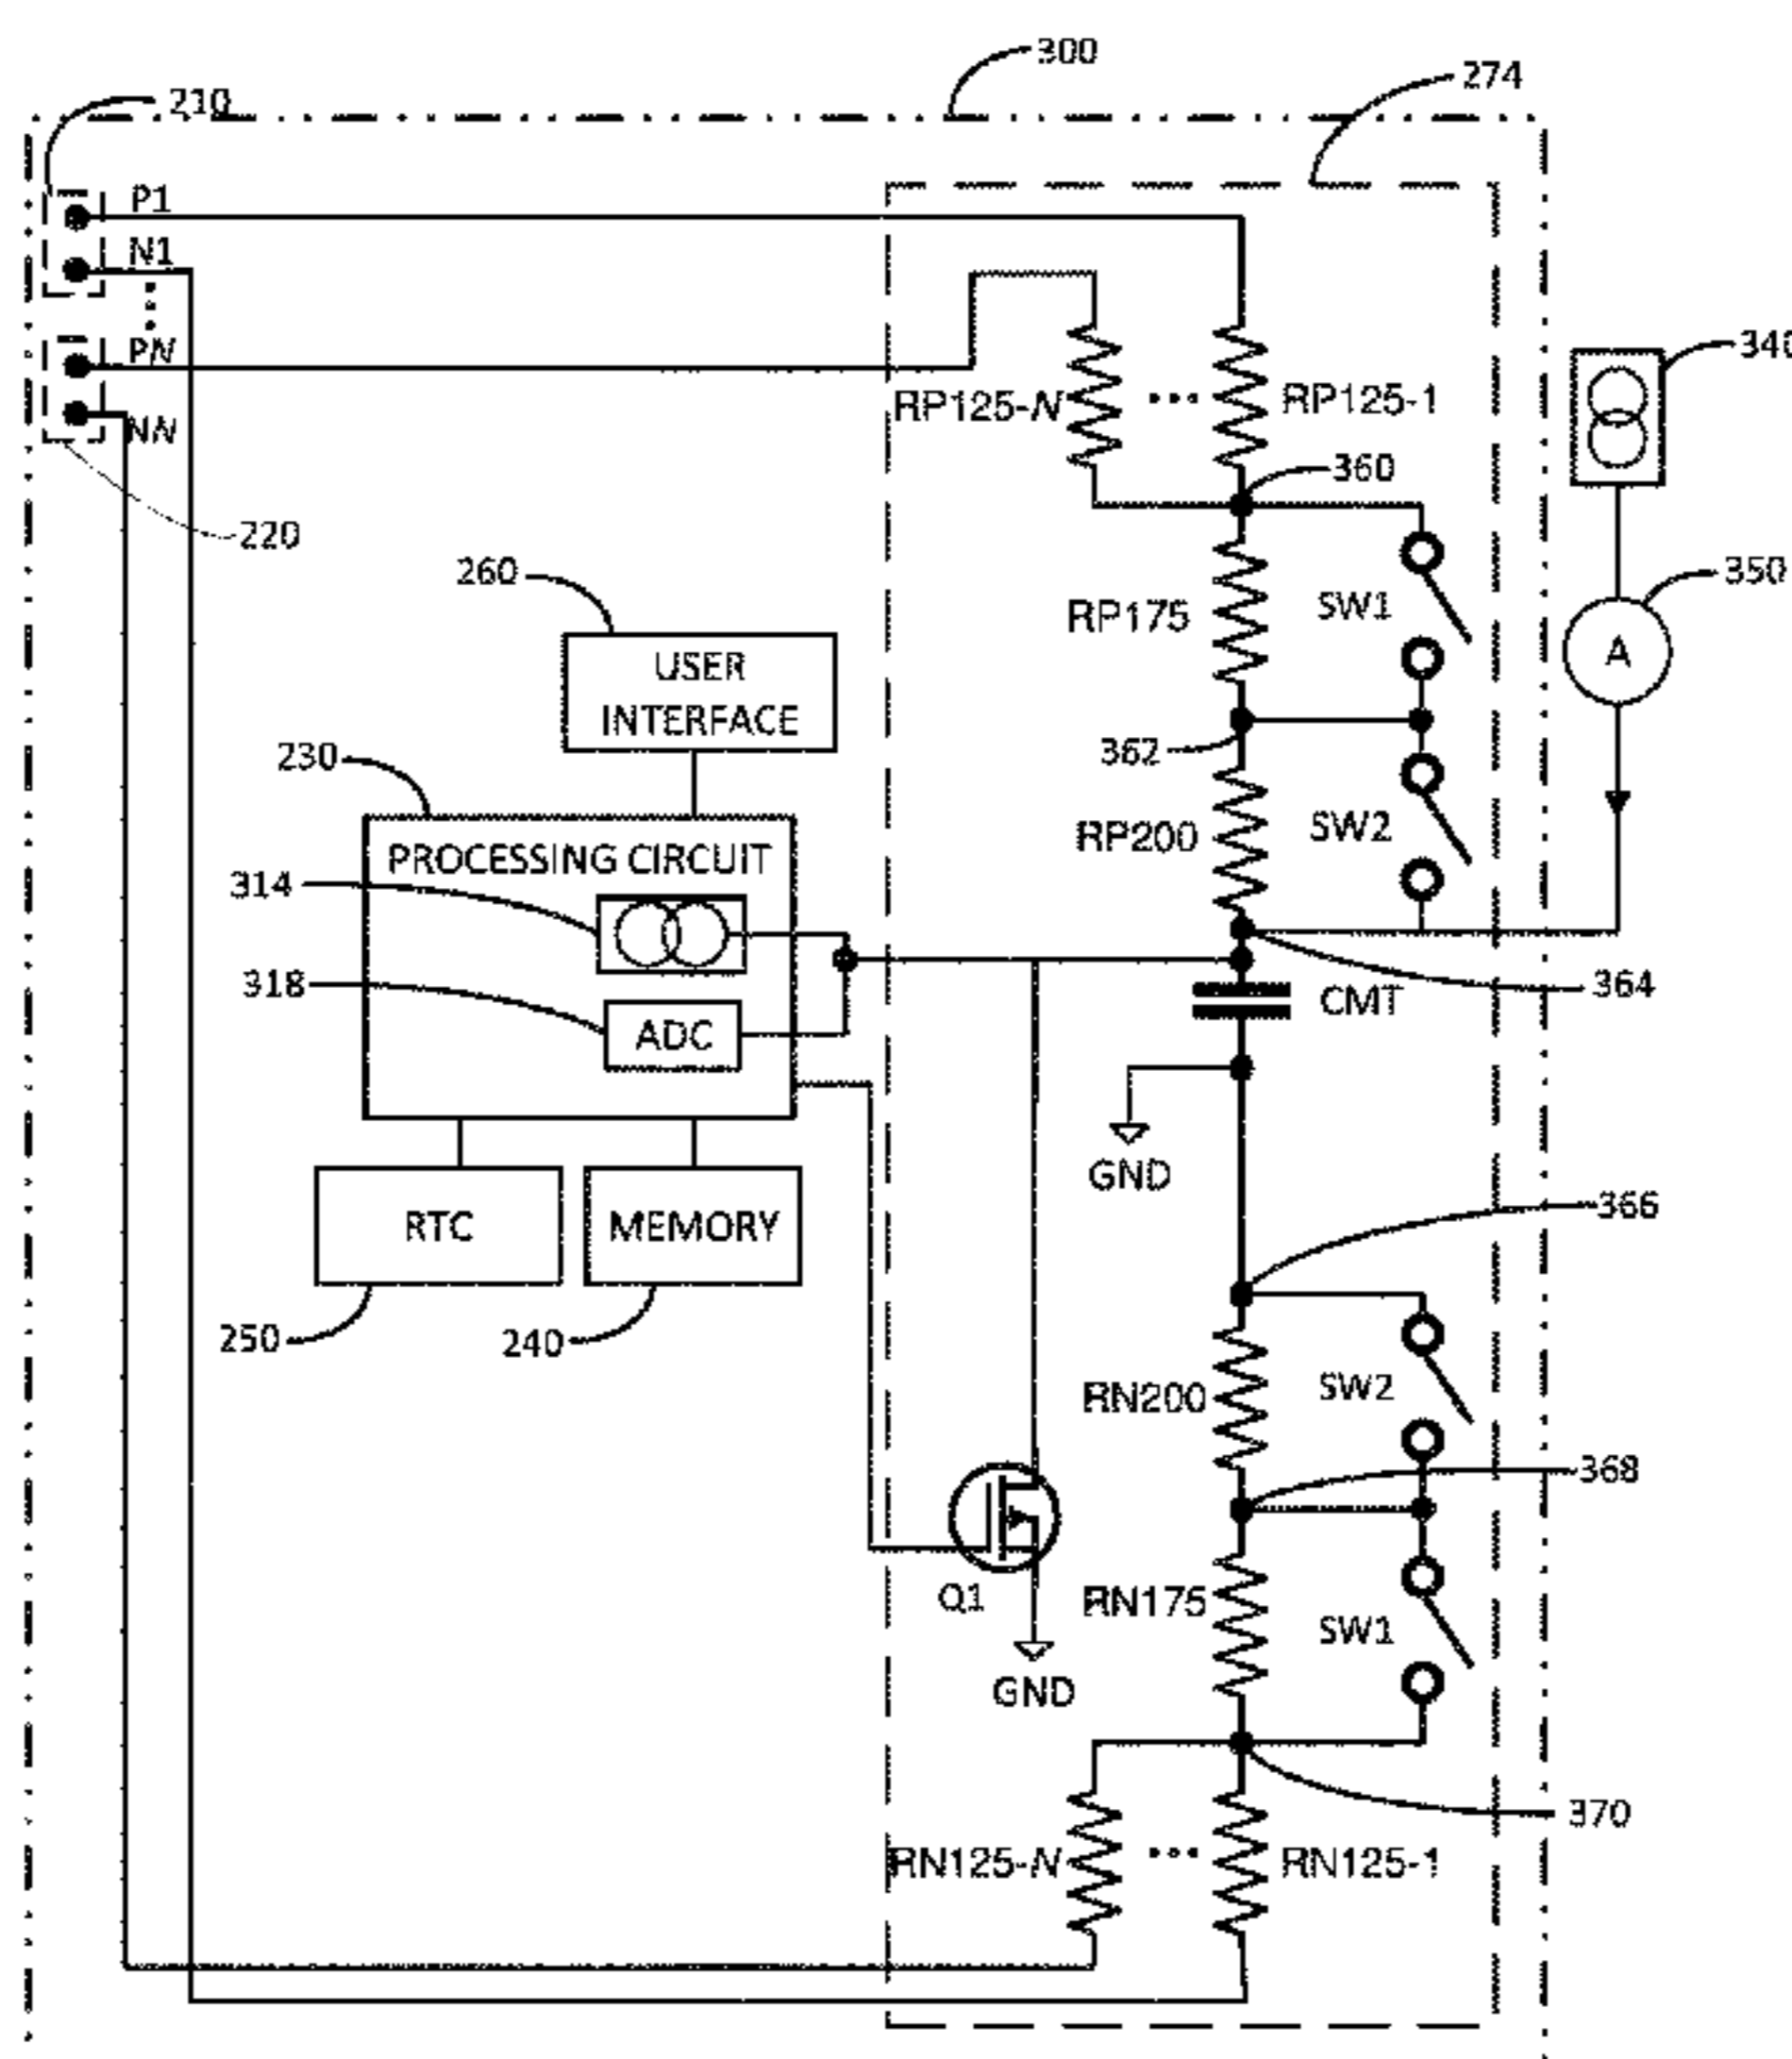 300
274
210
P1
N1
PN
340
RP125-N
RP125-1
NN
360
220
260
350
RP175
SW1
USER
INTERFACE
A
362
230
SW2
RP200
PROCESSING CIRCUIT
314
318
364
CMT
ADC
GND
366
RTC
MEMORY
250
240
SW2
RN200
368
Q1
RN175
SW1
GND
370
RN125-N
RN125-1